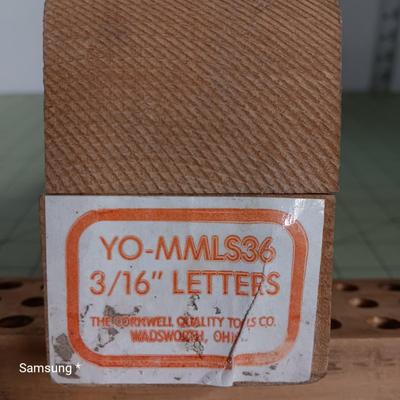 YO-MMLS36
3/16" LETTERS
THE CORNWELL QUALITY TOOLS CO.
WADSWORTH, OHIO
Samsung *